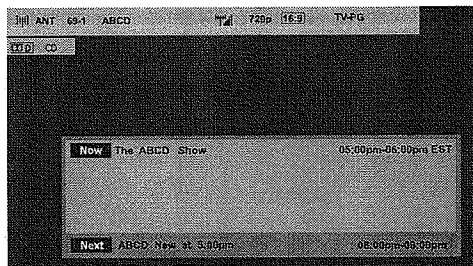 ANT 69-1 ABCD 720p 16:9 TV-PG
CC
Now The ABCD Show 05:00pm-06:00pm EST
Next ABCD New at 5.00pm 06:00pm-06:00pm